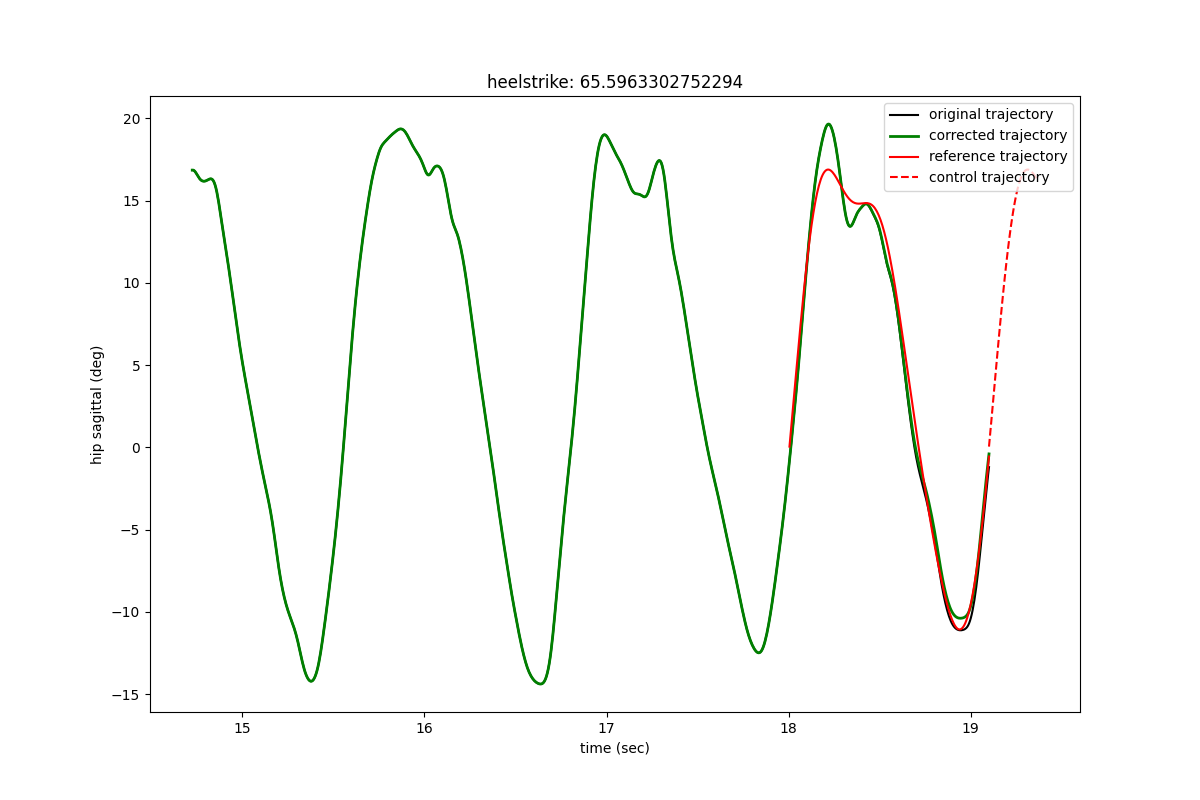 heelstrike: 65.5963302752294
original trajectory
corrected trajectory
reference trajectory
control trajectory
20
15
10
5
0
−5
−10
−15
hip sagittal (deg)
15
16
17
18
19
time (sec)